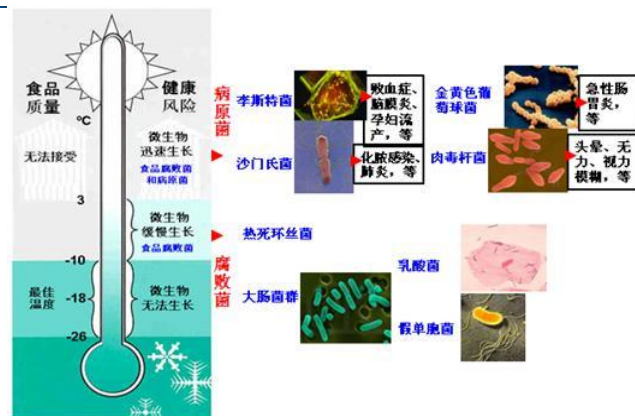 食品
质量
健康
风险
℃
无法接受
微生物
迅速生长
食品腐败菌
和病原菌
3
微生物
缓慢生长
食品腐败菌
-10
最佳
温度
-18
微生物
无法生长
-26
病原菌
李斯特菌
败血症、
脑膜炎、
孕妇流
产，等
金黄色葡
萄球菌
急性肠
胃炎，
等
沙门氏菌
化脓感染、
肺炎，等
肉毒杆菌
头晕、无
力、视力
模糊，等
腐败菌
热死环丝菌
乳酸菌
大肠菌群
假单胞菌